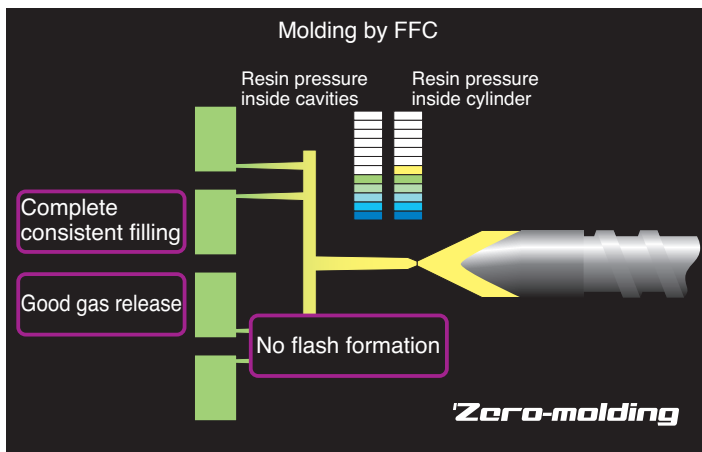 Molding by FFC
Resin pressure
inside cavities
Resin pressure
inside cylinder
Complete
consistent filling
Good gas release
No flash formation
Zero-molding